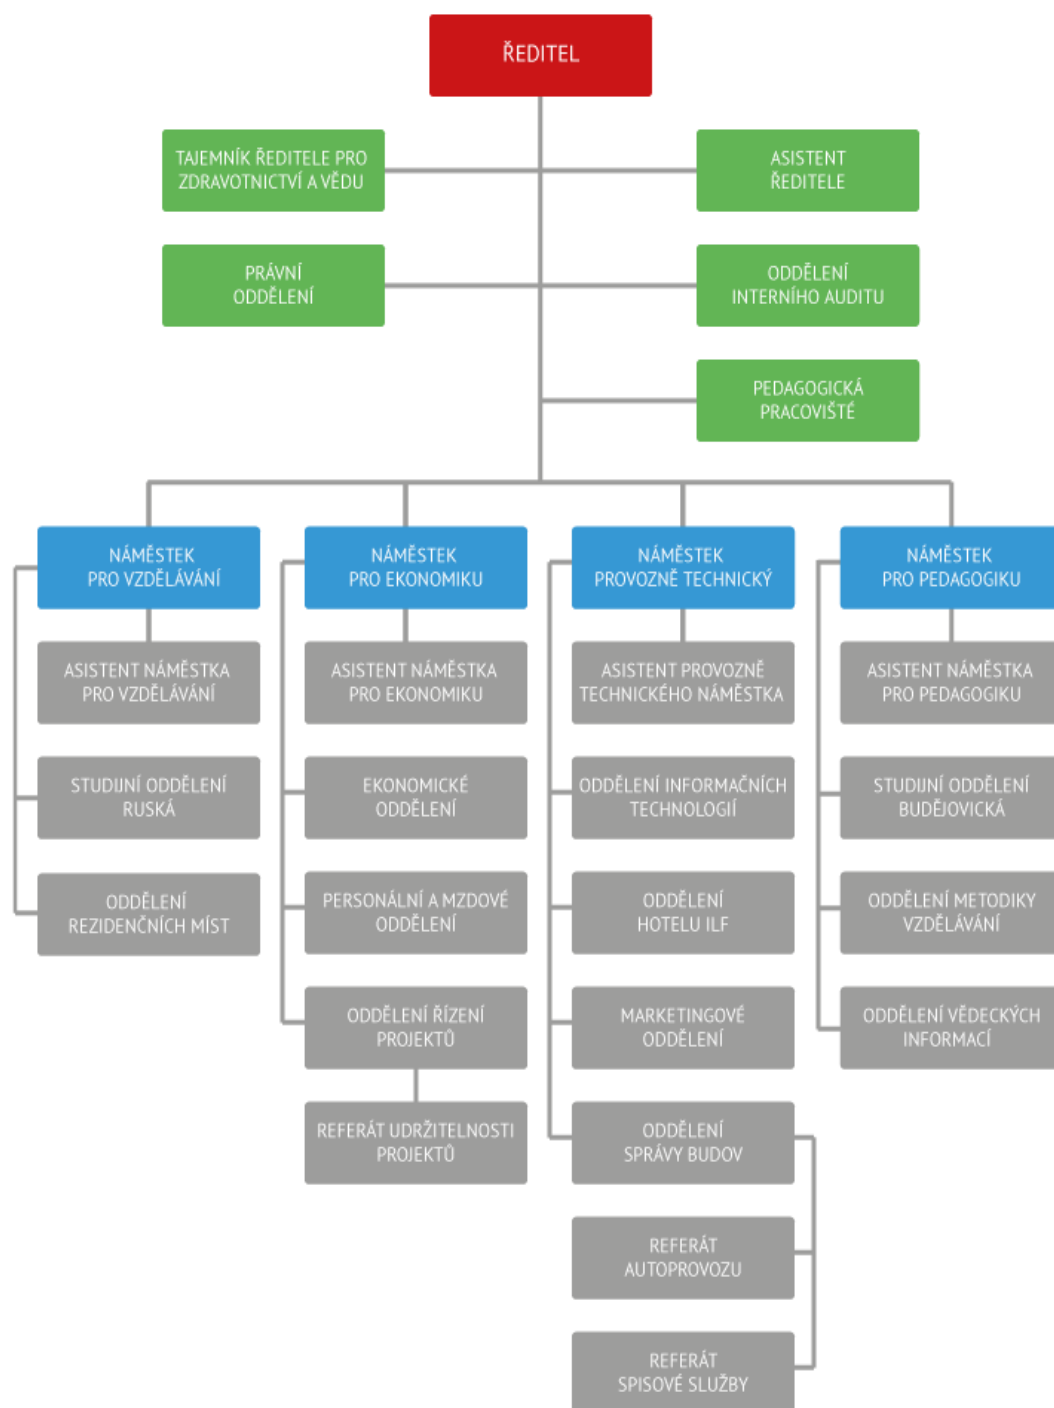 ŘEDITEL
TAJEMNÍK ŘEDITELE PRO
ZDRAVOTNICTVÍ A VĚDU
ASISTENT
ŘEDITELE
PRÁVNÍ
ODDĚLENÍ
ODDĚLENÍ
INTERNÍHO AUDITU
PEDAGOGICKÁ
PRACOVIŠTĚ
NÁMĚSTEK
PRO VZDĚLÁVÁNÍ
ASISTENT NÁMĚSTKA
PRO VZDĚLÁVÁNÍ
STUDIJNÍ ODDĚLENÍ
RUSKÁ
ODDĚLENÍ
REZIDENČNÍCH MÍST
NÁMĚSTEK
PRO EKONOMIKU
ASISTENT NÁMĚSTKA
PRO EKONOMIKU
EKONOMICKÉ
ODDĚLENÍ
PERSONÁLNÍ A MZDOVÉ
ODDĚLENÍ
ODDĚLENÍ ŘÍZENÍ
PROJEKTŮ
REFERÁT UDRŽITELNOSTI
PROJEKTŮ
NÁMĚSTEK
PROVOZNĚ TECHNICKÝ
ASISTENT PROVOZNĚ
TECHNICKÉHO NÁMĚSTKA
ODDĚLENÍ INFORMAČNÍCH
TECHNOLOGIÍ
ODDĚLENÍ
HOTELU ILF
MARKETINGOVÉ
ODDĚLENÍ
ODDĚLENÍ
SPRÁVY BUDOV
REFERÁT
AUTOPROVOZU
REFERÁT
SPISOVÉ SLUŽBY
NÁMĚSTEK
PRO PEDAGOGIKU
ASISTENT NÁMĚSTKA
PRO PEDAGOGIKU
STUDIJNÍ ODDĚLENÍ
BUDĚJOVICKÁ
ODDĚLENÍ METODIKY
VZDĚLÁVÁNÍ
ODDĚLENÍ VĚDECKÝCH
INFORMACÍ